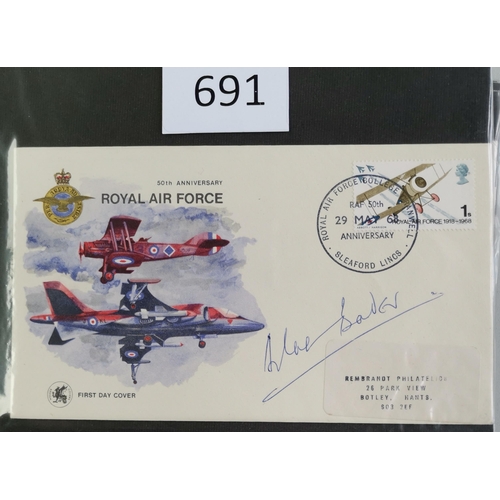 691
50TH ANNIVERSARY
ROYAL AIR FORCE
FIRST DAY COVER
ROYAL AIR FORCE COLLEGE CRANWELL
RAF 50th
29 MAY 68
ANNIVERSARY
SLEAFORD LINCS
1s
ROYAL AIR FORCE 1918-1968
REMBRANDT PHILATELICS
26 PARK VIEW
BOTLEY, HANTS.